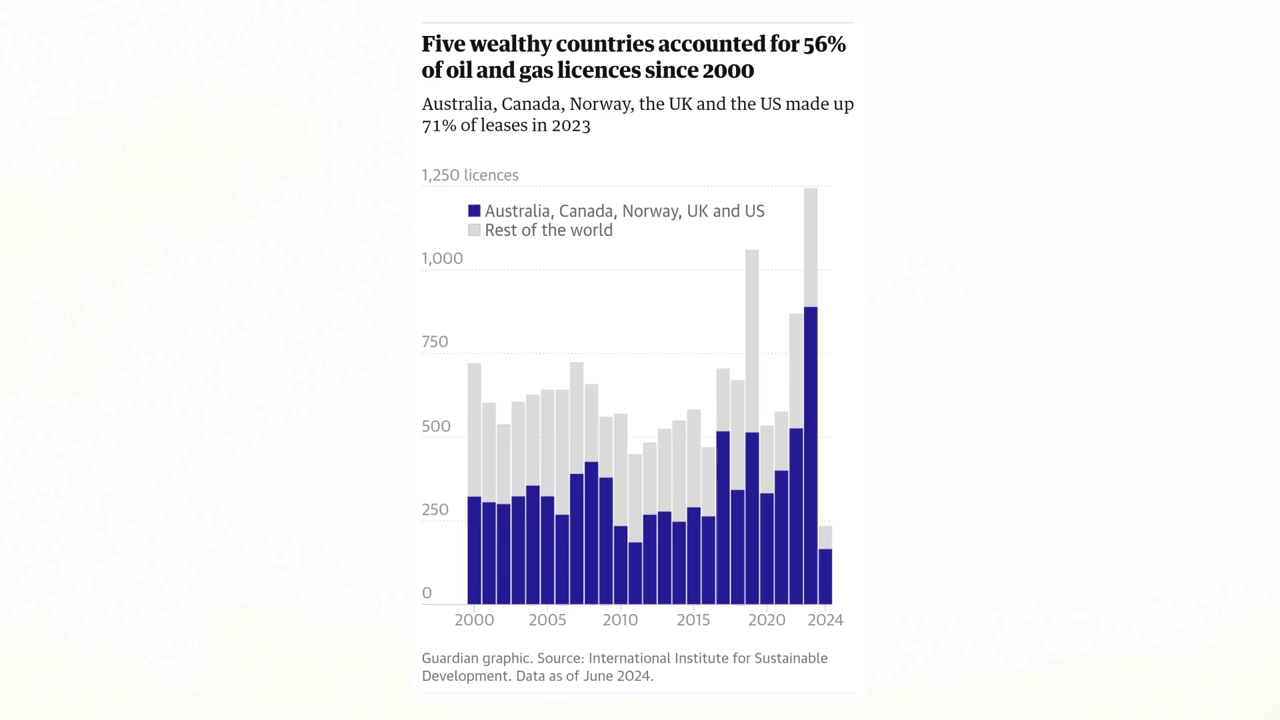 Five wealthy countries accounted for 56%
of oil and gas licences since 2000
Australia, Canada, Norway, the UK and the US made up
71% of leases in 2023
1,250 licences
Australia, Canada, Norway, UK and US
Rest of the world
1,000
750
500
250
0
2000 2005 2010 2015 2020 2024
Guardian graphic. Source: International Institute for Sustainable
Development. Data as of June 2024.